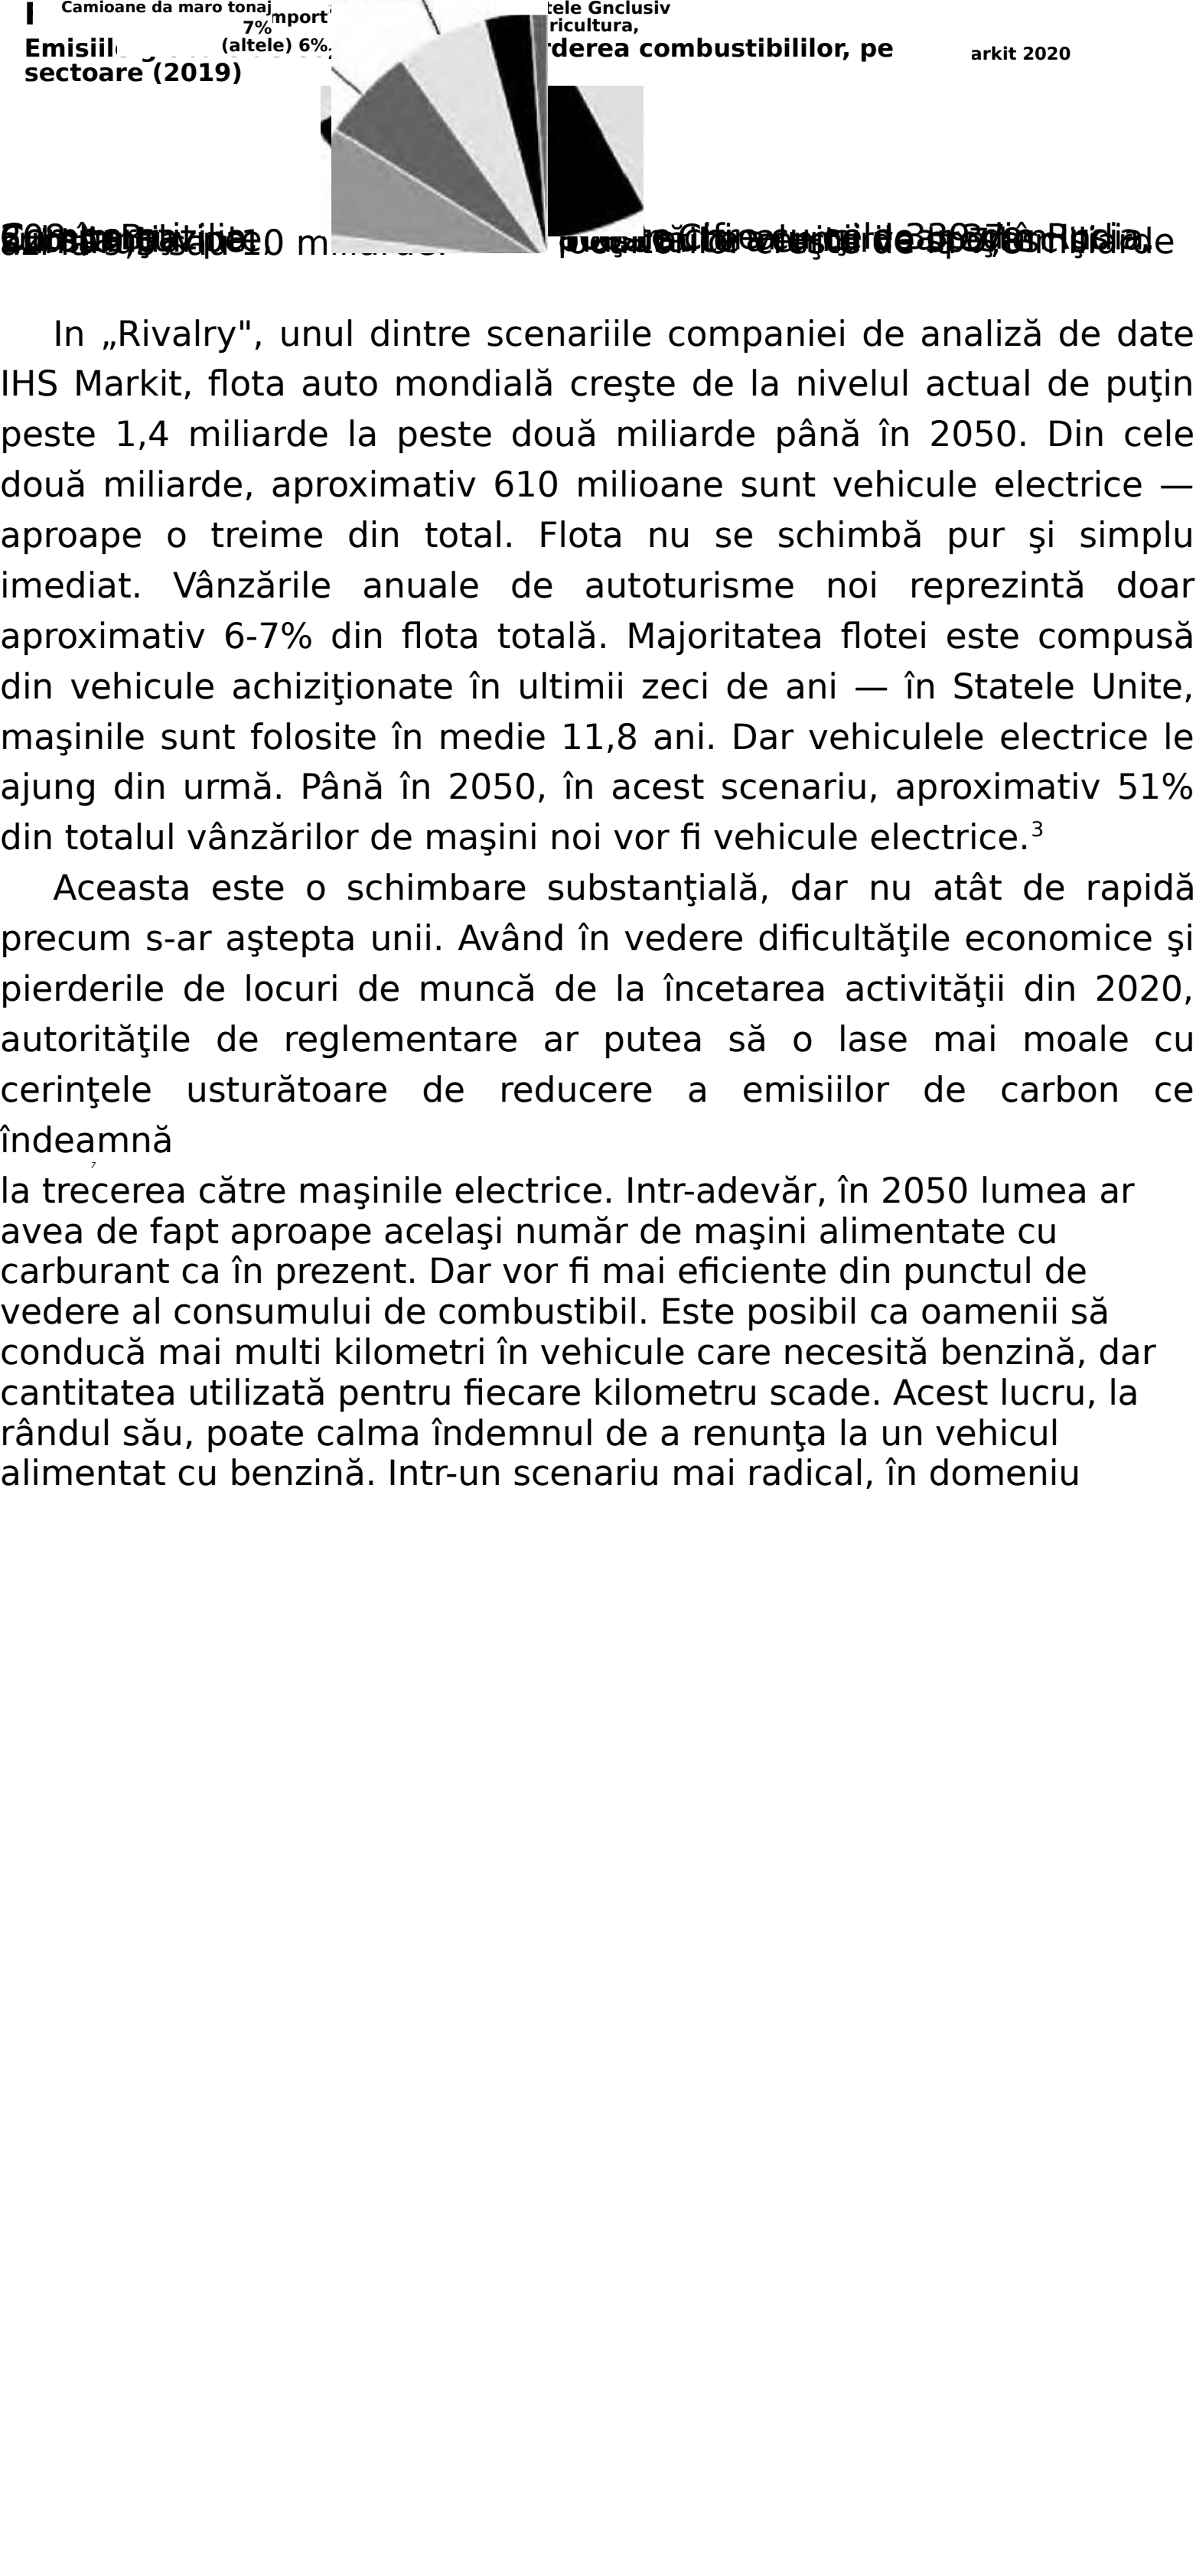 Camioane da maro tonaj
7%
mport
(altele) 6%
tele Gnclusiv
ricultura,
rderea combustibililor, pe
sectoare (2019)
arkit 2020
In „Rivalry", unul dintre scenariile companiei de analiză de date
IHS Markit, flota auto mondială creşte de la nivelul actual de puţin
peste 1,4 miliarde la peste două miliarde până în 2050. Din cele
două miliarde, aproximativ 610 milioane sunt vehicule electrice —
aproape o treime din total. Flota nu se schimbă pur şi simplu
imediat. Vânzările anuale de autoturisme noi reprezintă doar
aproximativ 6-7% din flota totală. Majoritatea flotei este compusă
din vehicule achiziţionate în ultimii zeci de ani — în Statele Unite,
maşinile sunt folosite în medie 11,8 ani. Dar vehiculele electrice le
ajung din urmă. Până în 2050, în acest scenariu, aproximativ 51%
din totalul vânzărilor de maşini noi vor fi vehicule electrice.3
Aceasta este o schimbare substanţială, dar nu atât de rapidă
precum s-ar aştepta unii. Având în vedere dificultăţile economice şi
pierderile de locuri de muncă de la încetarea activităţii din 2020,
autorităţile de reglementare ar putea să o lase mai moale cu
cerinţele usturătoare de reducere a emisiilor de carbon ce
îndeamnă
7
la trecerea către maşinile electrice. Intr-adevăr, în 2050 lumea ar
avea de fapt aproape acelaşi număr de maşini alimentate cu
carburant ca în prezent. Dar vor fi mai eficiente din punctul de
vedere al consumului de combustibil. Este posibil ca oamenii să
conducă mai multi kilometri în vehicule care necesită benzină, dar
cantitatea utilizată pentru fiecare kilometru scade. Acest lucru, la
rândul său, poate calma îndemnul de a renunţa la un vehicul
alimentat cu benzină. Intr-un scenariu mai radical, în domeniu